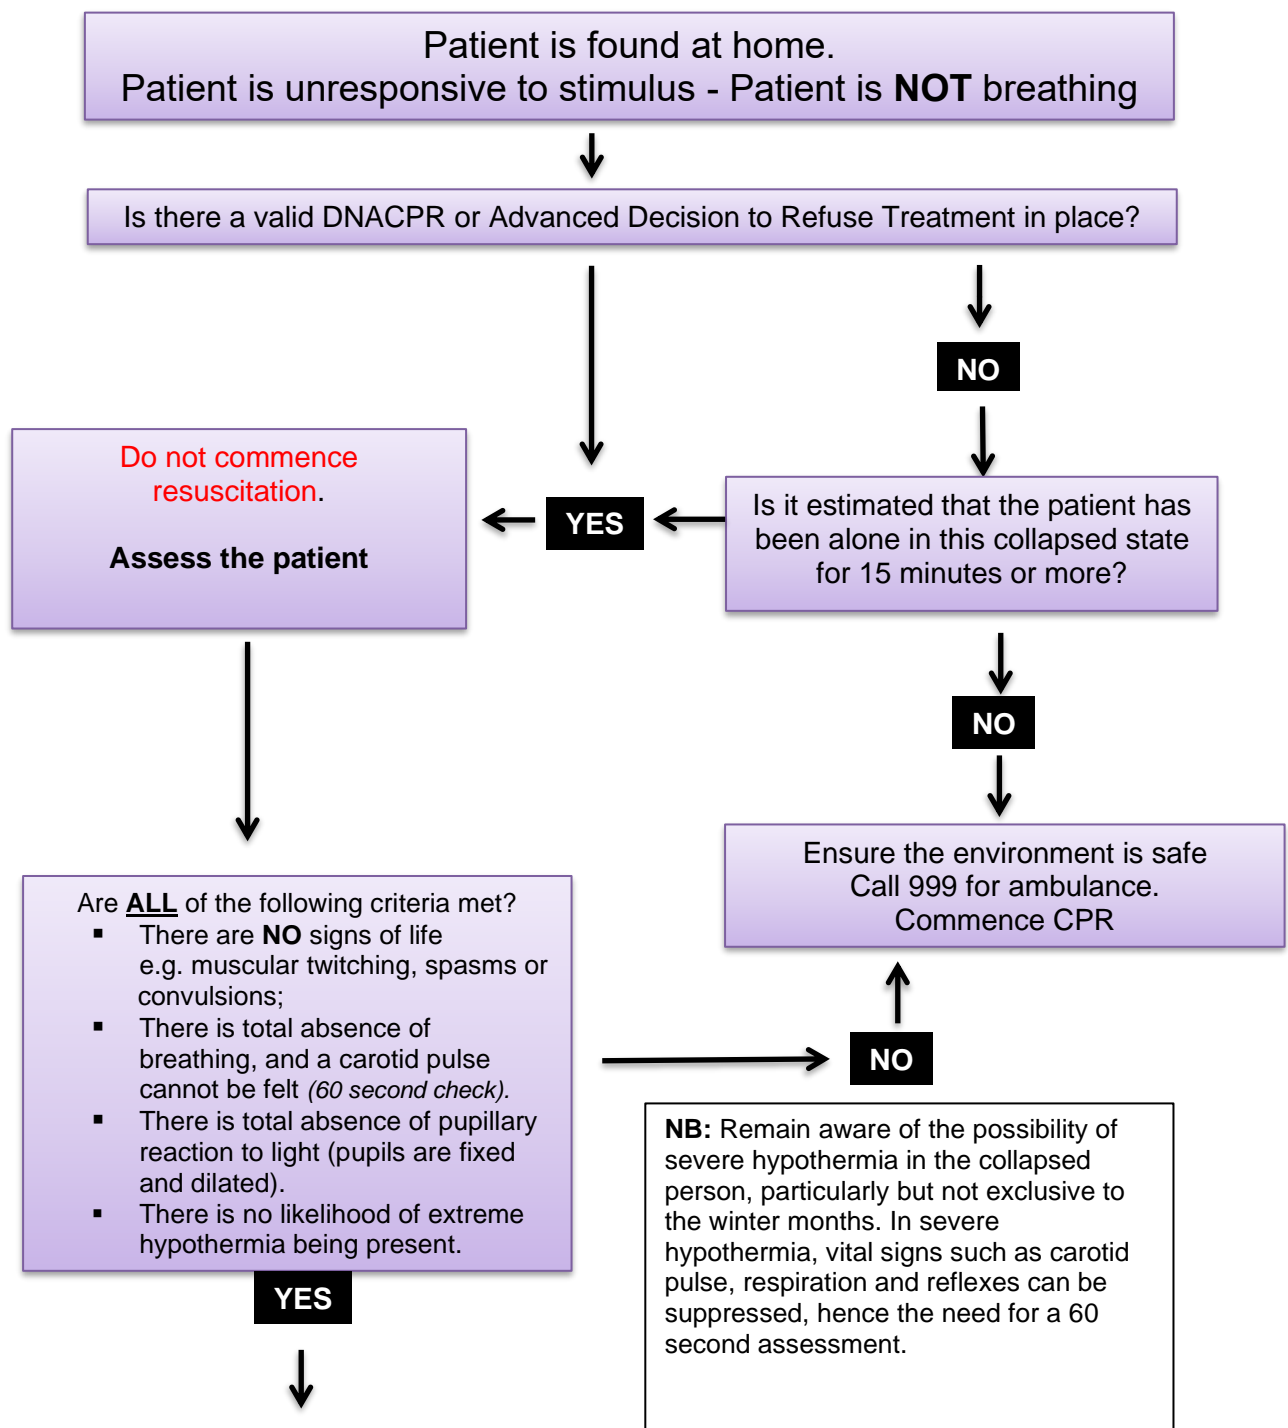 Patient is found at home.
Patient is unresponsive to stimulus - Patient is NOT breathing
Is there a valid DNACPR or Advanced Decision to Refuse Treatment in place?
NO
Do not commence
resuscitation.
Assess the patient
YES
Is it estimated that the patient has
been alone in this collapsed state
for 15 minutes or more?
NO
Ensure the environment is safe
Call 999 for ambulance.
Commence CPR
Are ALL of the following criteria met?
▪ There are NO signs of life
e.g. muscular twitching, spasms or
convulsions;
▪ There is total absence of
breathing, and a carotid pulse
cannot be felt (60 second check).
▪ There is total absence of pupillary
reaction to light (pupils are fixed
and dilated).
▪ There is no likelihood of extreme
hypothermia being present.
NO
YES
NB: Remain aware of the possibility of
severe hypothermia in the collapsed
person, particularly but not exclusive to
the winter months. In severe
hypothermia, vital signs such as carotid
pulse, respiration and reflexes can be
suppressed, hence the need for a 60
second assessment.